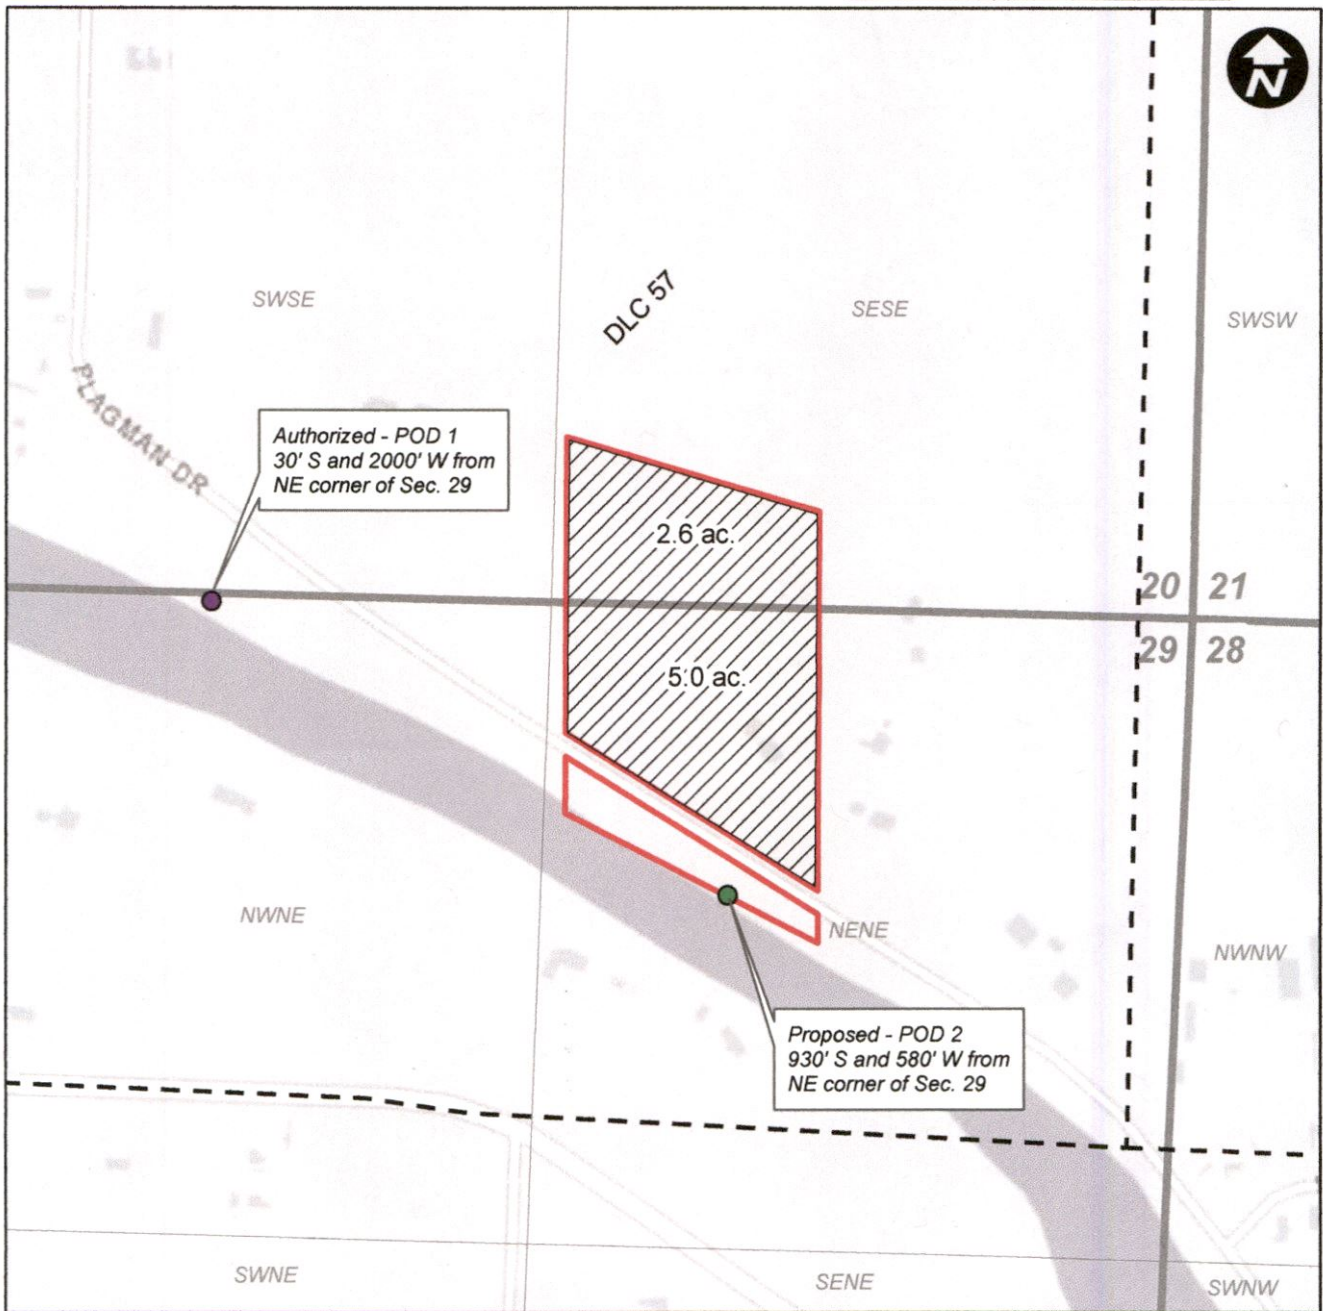 N
SWSE
DLC 57
SESE
SWSW
PLAGMAN DR
Authorized - POD 1
30' S and 2000' W from
NE corner of Sec. 29
2.6 ac.
20 21
29 28
5.0 ac.
NWNE
NENE
NWNW
Proposed - POD 2
930' S and 580' W from
NE corner of Sec. 29
SWNE
SENE
SWNW